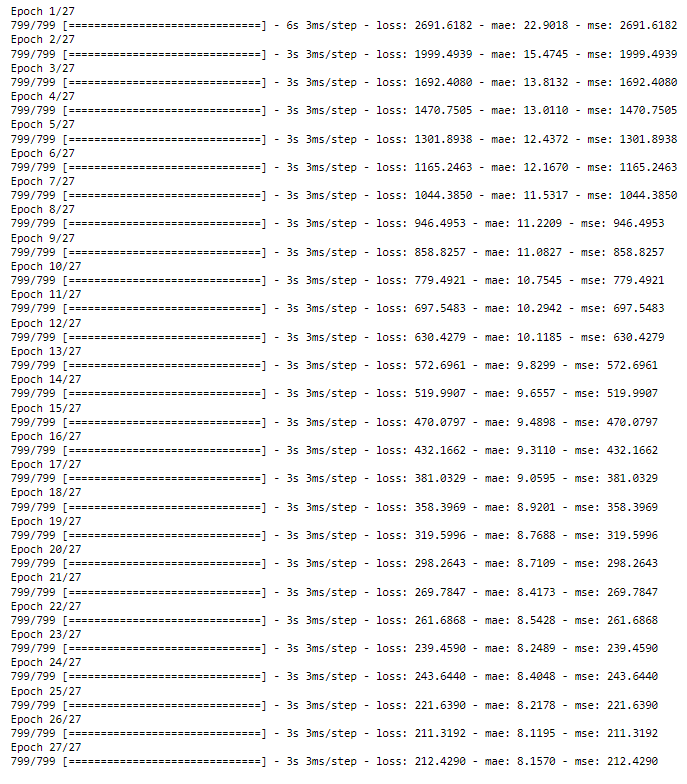 Epoch 1/27
799/799 [==============================] - 6s 3ms/step - loss: 2691.6182 - mae: 22.9018 - mse: 2691.6182
Epoch 2/27
799/799 [==============================] - 3s 3ms/step - loss: 1999.4939 - mae: 15.4745 - mse: 1999.4939
Epoch 3/27
799/799 [==============================] - 3s 3ms/step - loss: 1692.4080 - mae: 13.8132 - mse: 1692.4080
Epoch 4/27
799/799 [==============================] - 3s 3ms/step - loss: 1470.7505 - mae: 13.0110 - mse: 1470.7505
Epoch 5/27
799/799 [==============================] - 3s 3ms/step - loss: 1301.8938 - mae: 12.4372 - mse: 1301.8938
Epoch 6/27
799/799 [==============================] - 3s 3ms/step - loss: 1165.2463 - mae: 12.1670 - mse: 1165.2463
Epoch 7/27
799/799 [==============================] - 3s 3ms/step - loss: 1044.3850 - mae: 11.5317 - mse: 1044.3850
Epoch 8/27
799/799 [==============================] - 3s 3ms/step - loss: 946.4953 - mae: 11.2209 - mse: 946.4953
Epoch 9/27
799/799 [==============================] - 3s 3ms/step - loss: 858.8257 - mae: 11.0827 - mse: 858.8257
Epoch 10/27
799/799 [==============================] - 3s 3ms/step - loss: 779.4921 - mae: 10.7545 - mse: 779.4921
Epoch 11/27
799/799 [==============================] - 3s 3ms/step - loss: 697.5483 - mae: 10.2942 - mse: 697.5483
Epoch 12/27
799/799 [==============================] - 3s 3ms/step - loss: 630.4279 - mae: 10.1185 - mse: 630.4279
Epoch 13/27
799/799 [==============================] - 3s 3ms/step - loss: 572.6961 - mae: 9.8299 - mse: 572.6961
Epoch 14/27
799/799 [==============================] - 3s 3ms/step - loss: 519.9907 - mae: 9.6557 - mse: 519.9907
Epoch 15/27
799/799 [==============================] - 3s 3ms/step - loss: 470.0797 - mae: 9.4898 - mse: 470.0797
Epoch 16/27
799/799 [==============================] - 3s 3ms/step - loss: 432.1662 - mae: 9.3110 - mse: 432.1662
Epoch 17/27
799/799 [==============================] - 3s 3ms/step - loss: 381.0329 - mae: 9.0595 - mse: 381.0329
Epoch 18/27
799/799 [==============================] - 3s 3ms/step - loss: 358.3969 - mae: 8.9201 - mse: 358.3969
Epoch 19/27
799/799 [==============================] - 3s 3ms/step - loss: 319.5996 - mae: 8.7688 - mse: 319.5996
Epoch 20/27
799/799 [==============================] - 3s 3ms/step - loss: 298.2643 - mae: 8.7109 - mse: 298.2643
Epoch 21/27
799/799 [==============================] - 3s 3ms/step - loss: 269.7847 - mae: 8.4173 - mse: 269.7847
Epoch 22/27
799/799 [==============================] - 3s 3ms/step - loss: 261.6868 - mae: 8.5428 - mse: 261.6868
Epoch 23/27
799/799 [==============================] - 3s 3ms/step - loss: 239.4590 - mae: 8.2489 - mse: 239.4590
Epoch 24/27
799/799 [==============================] - 3s 3ms/step - loss: 243.6440 - mae: 8.4048 - mse: 243.6440
Epoch 25/27
799/799 [==============================] - 3s 3ms/step - loss: 221.6390 - mae: 8.2178 - mse: 221.6390
Epoch 26/27
799/799 [==============================] - 3s 3ms/step - loss: 211.3192 - mae: 8.1195 - mse: 211.3192
Epoch 27/27
799/799 [==============================] - 3s 3ms/step - loss: 212.4290 - mae: 8.1570 - mse: 212.4290